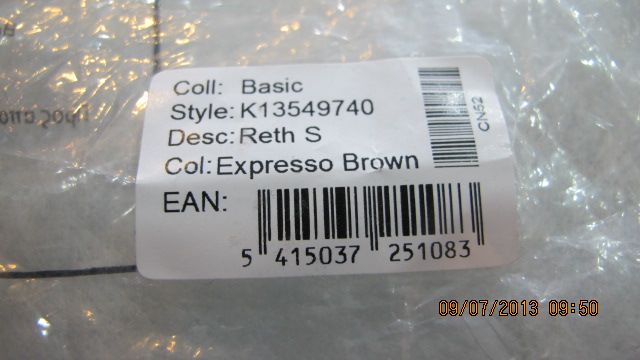 Coll: Basic
Style: K13549740
Desc: Reth S
Col: Expresso Brown
CN52
EAN:
5 415037 251083
09/07/2013 09:50